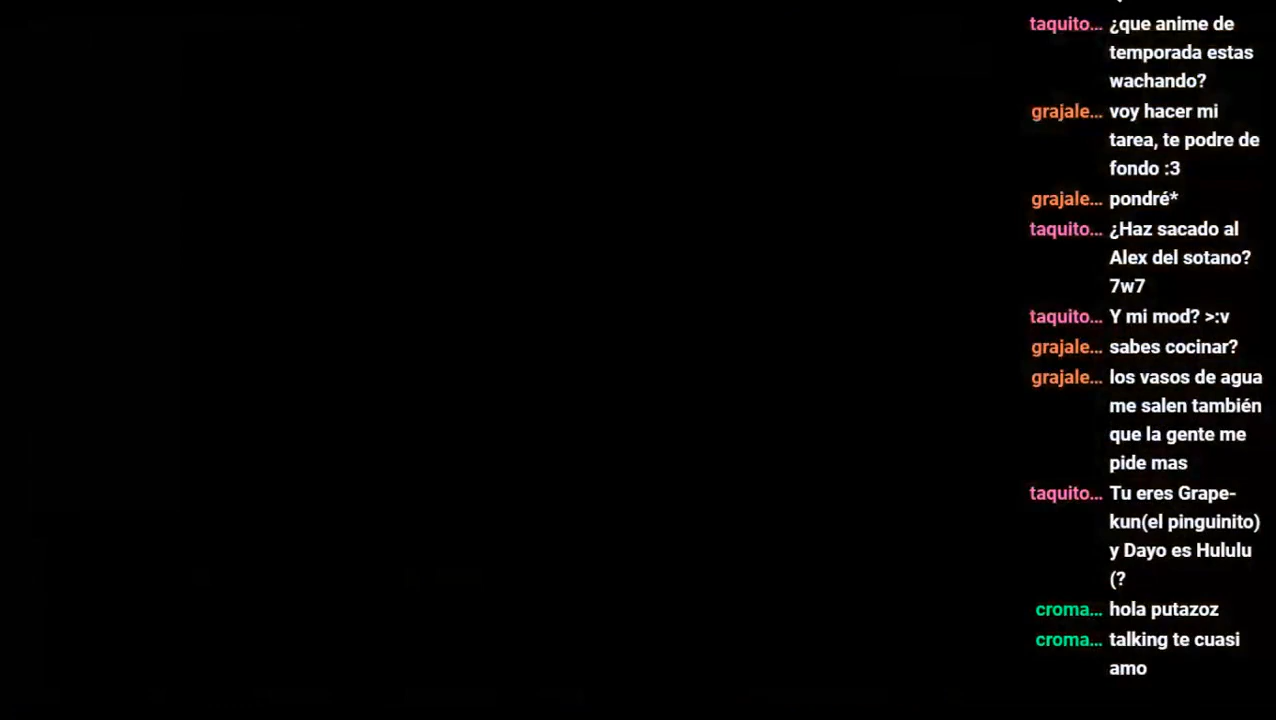 taquito... ¿que anime de
temporada estas
wachando?
grajale... voy hacer mi
tarea, te podre de
fondo :3
grajale... pondré*
taquito... ¿Haz sacado al
Alex del sotano?
7w7
taquito... Y mi mod? >:v
grajale... sabes cocinar?
grajale... los vasos de agua
me salen también
que la gente me
pide mas
taquito... Tu eres Grape-
kun(el pinguinito)
y Dayo es Hululu
(?
croma... hola putazoz
croma... talking te cuasi
amo